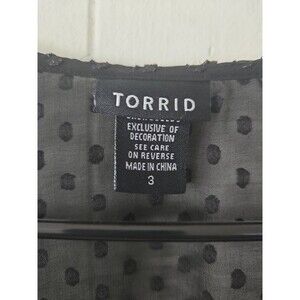 TORRID
EXCLUSIVE OF
DECORATION
SEE CARE
ON REVERSE
MADE IN CHINA
3